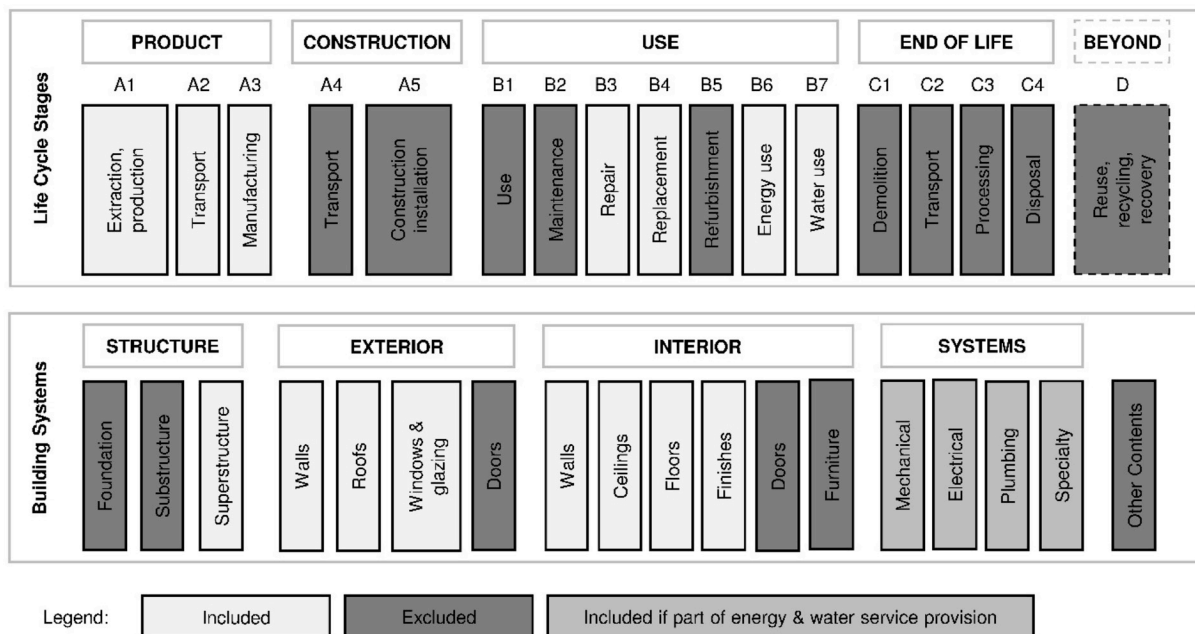 Life Cycle Stages
PRODUCT
CONSTRUCTION
USE
END OF LIFE
BEYOND
A1
A2
A3
A4
A5
B1
B2
B3
B4
B5
B6
B7
C1
C2
C3
C4
D
Extraction,
production
Transport
Manufacturing
Transport
Construction
installation
Use
Maintenance
Repair
Replacement
Refurbishment
Energy use
Water use
Demolition
Transport
Processing
Disposal
Reuse,
recycling,
recovery
Building Systems
STRUCTURE
EXTERIOR
INTERIOR
SYSTEMS
Foundation
Substructure
Superstructure
Walls
Roofs
Windows &
glazing
Doors
Walls
Ceilings
Floors
Finishes
Doors
Furniture
Mechanical
Electrical
Plumbing
Specialty
Other Contents
Legend:
Included
Excluded
Included if part of energy & water service provision